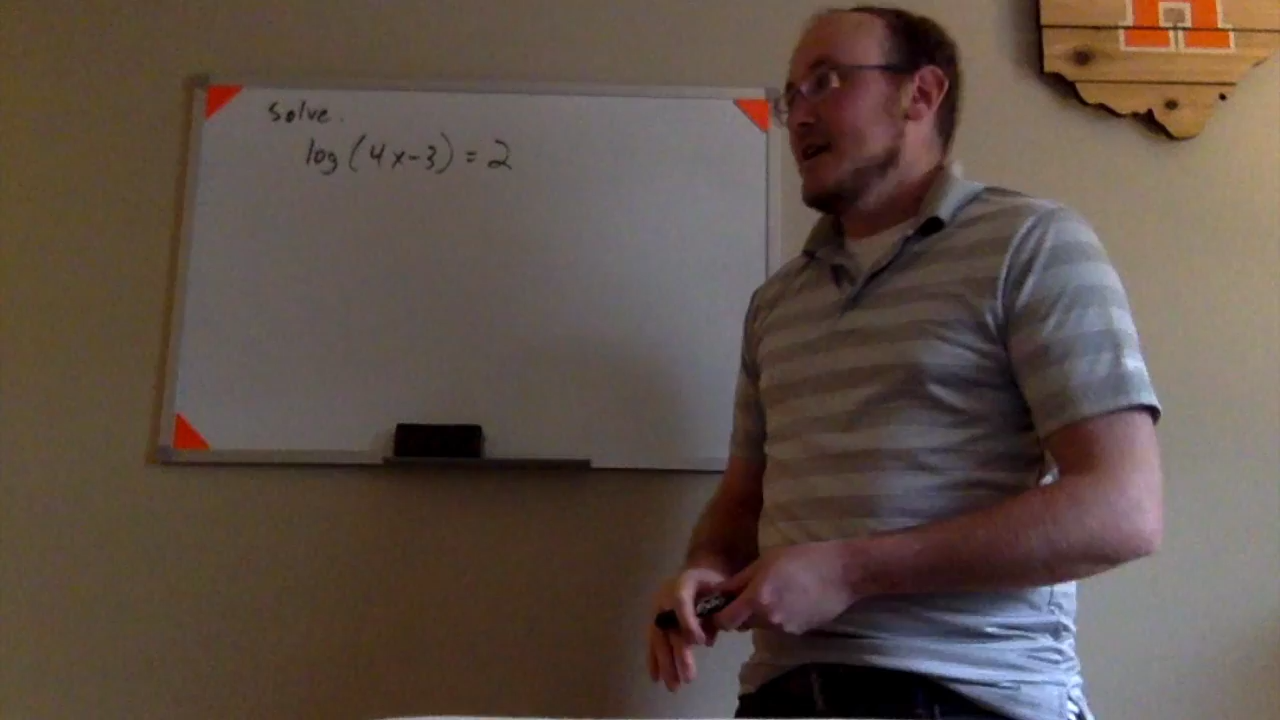 Solve.
log (4x-3) = 2